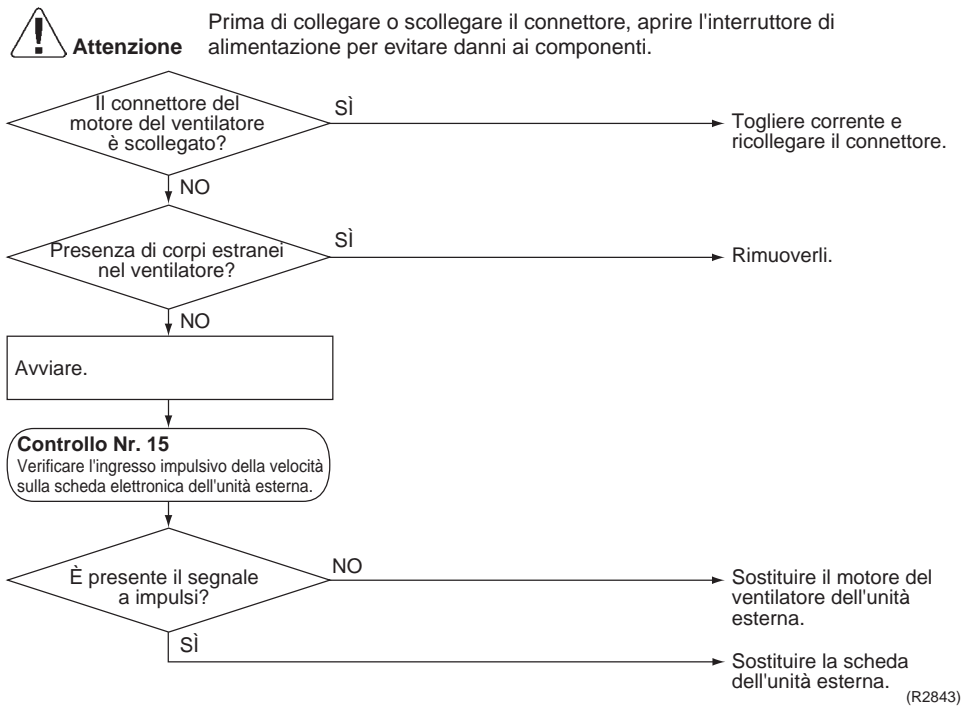 Prima di collegare o scollegare il connettore, aprire l'interruttore di
Attenzione alimentazione per evitare danni ai componenti.
Il connettore del
motore del ventilatore
è scollegato?
SÌ
Togliere corrente e
ricollegare il connettore.
NO
Presenza di corpi estranei
nel ventilatore?
SÌ
Rimuoverli.
NO
Avviare.
Controllo Nr. 15
Verificare l'ingresso impulsivo della velocità
sulla scheda elettronica dell'unità esterna.
È presente il segnale
a impulsi?
NO
Sostituire il motore del
ventilatore dell'unità
esterna.
SÌ
Sostituire la scheda
dell'unità esterna.
(R2843)